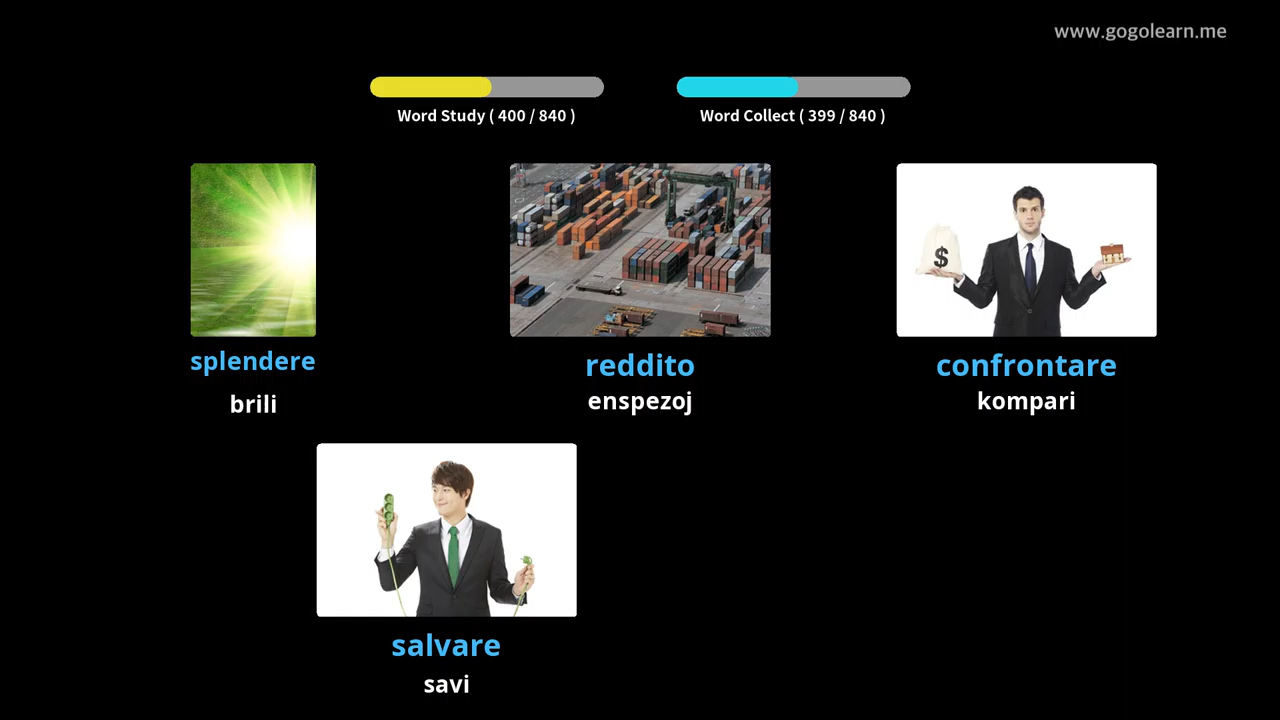 www.gogolearn.me
Word Study ( 400 / 840 )
Word Collect ( 399 / 840 )
splendere
brili
reddito
enspezoj
confrontare
kompari
$
salvare
savi